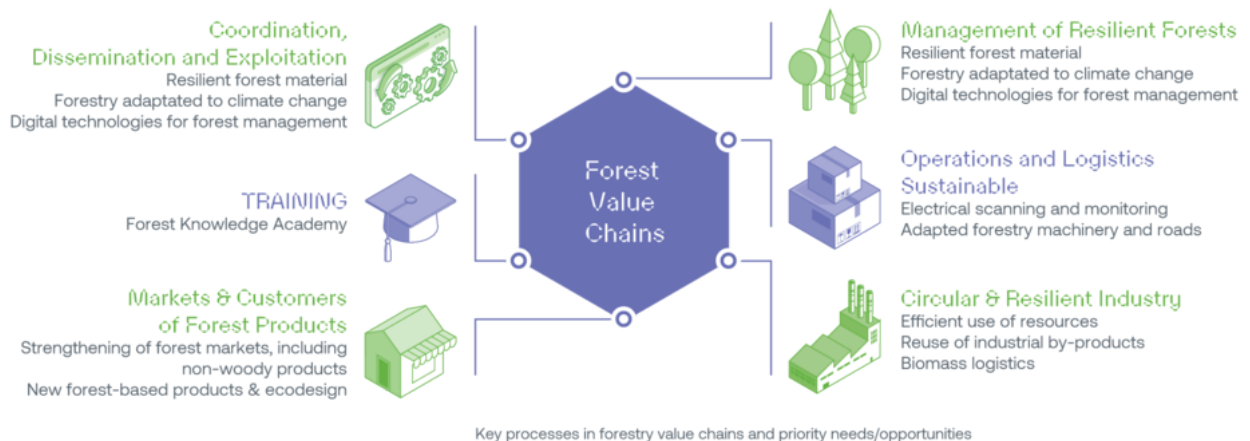 Coordination,
Dissemination and Exploitation
Resilient forest material
Forestry adaptated to climate change
Digital technologies for forest management
TRAINING
Forest Knowledge Academy
Markets & Customers
of Forest Products
Strengthening of forest markets, including
non-woody products
New forest-based products & ecodesign
Forest
Value
Chains
Management of Resilient Forests
Resilient forest material
Forestry adaptated to climate change
Digital technologies for forest management
Operations and Logistics
Sustainable
Electrical scanning and monitoring
Adapted forestry machinery and roads
Circular & Resilient Industry
Efficient use of resources
Reuse of industrial by-products
Biomass logistics
Key processes in forestry value chains and priority needs/opportunities